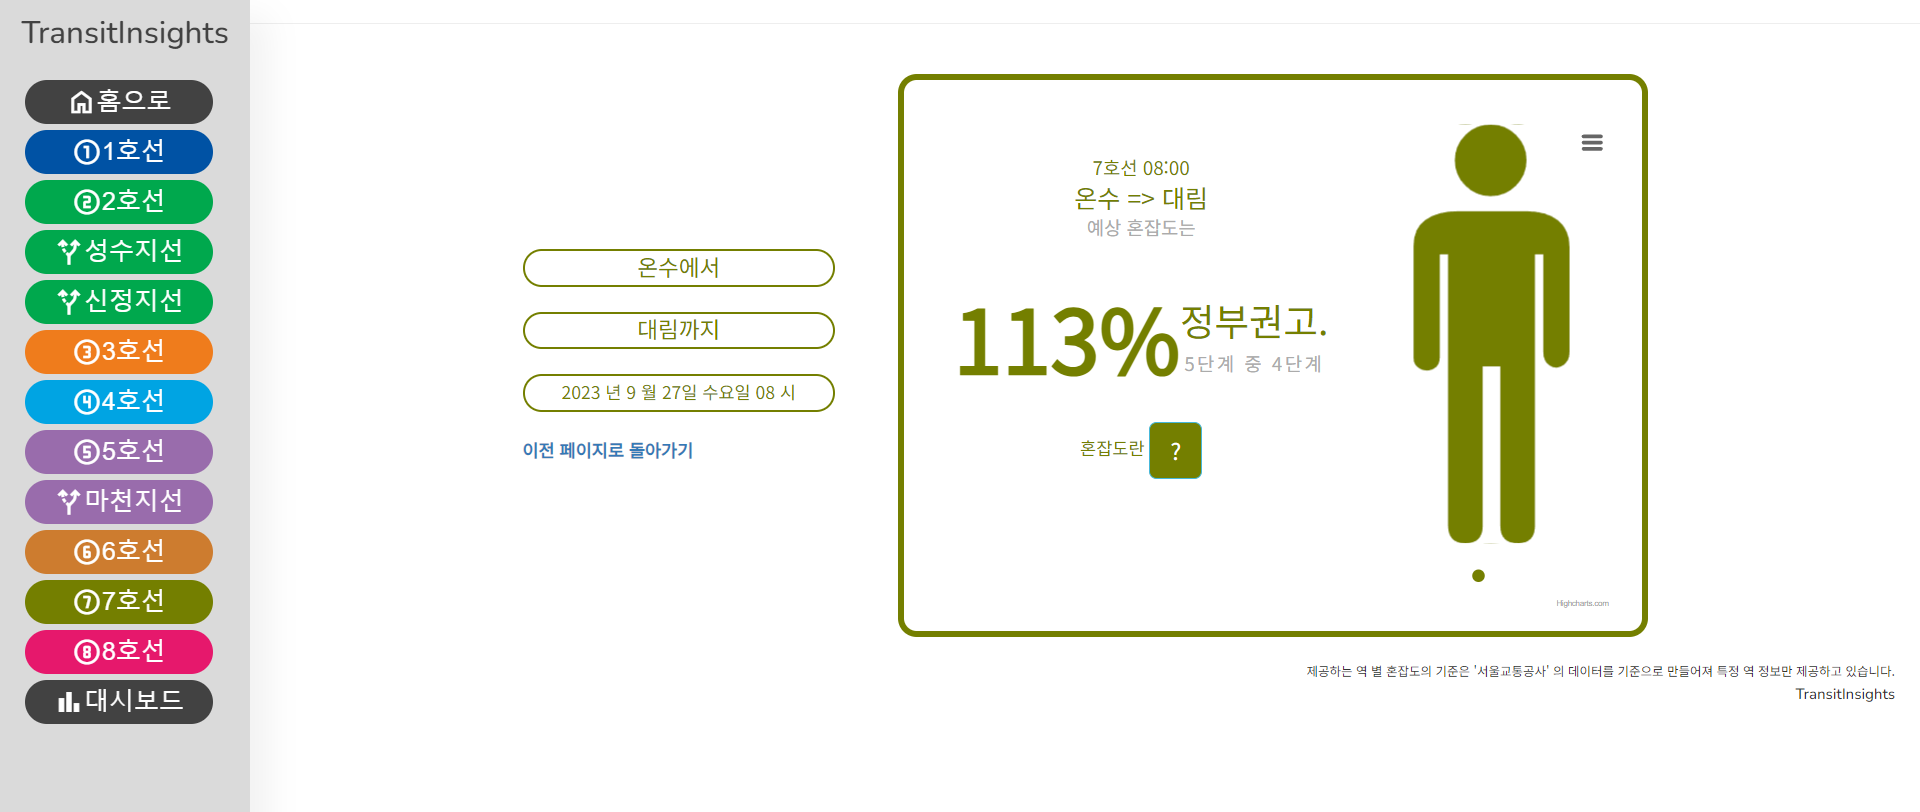 TransitInsights
홈으로
1 1호선
2 2호선
성수지선
신정지선
3 3호선
4 4호선
5 5호선
마천지선
6 6호선
7 7호선
8 8호선
대시보드
온수에서
대림까지
2023 년 9 월 27일 수요일 08 시
이전 페이지로 돌아가기
7호선 08:00
온수 => 대림
예상 혼잡도는
113% 정부권고.
5단계 중 4단계
혼잡도란 ?
Highcharts.com
제공하는 역 별 혼잡도의 기준은 '서울교통공사' 의 데이터를 기준으로 만들어져 특정 역 정보만 제공하고 있습니다.
TransitInsights